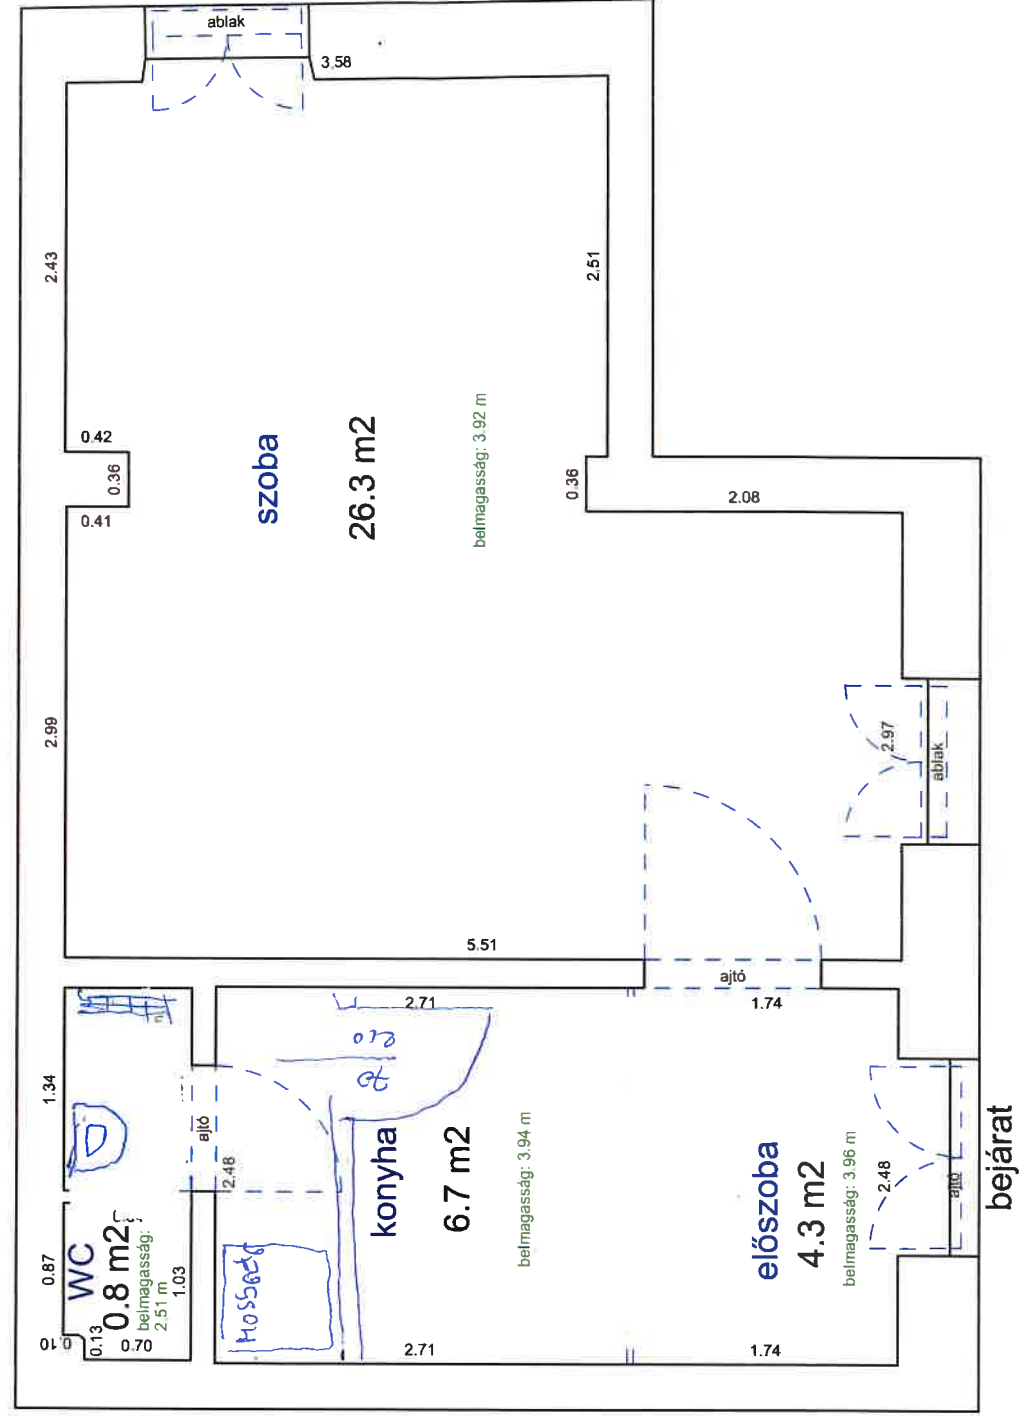 ablak
3.58
2.43
2.51
0.42
0.36
0.41
szoba
26.3 m2
belmagasság: 3.92 m
0.36
2.08
2.99
2.97
ablak
5.51
ajtó
2.71
1.74
210
70
1.34
ajtó
2.48
konyha
6.7 m2
belmagasság: 3.94 m
előszoba
4.3 m2
belmagasság: 3.96 m
2.48
ajtó
bejárat
0.87
WC
0.8 m2
belmagasság:
2.51 m
1.03
0.10
0.13
0.70
2.71
1.74